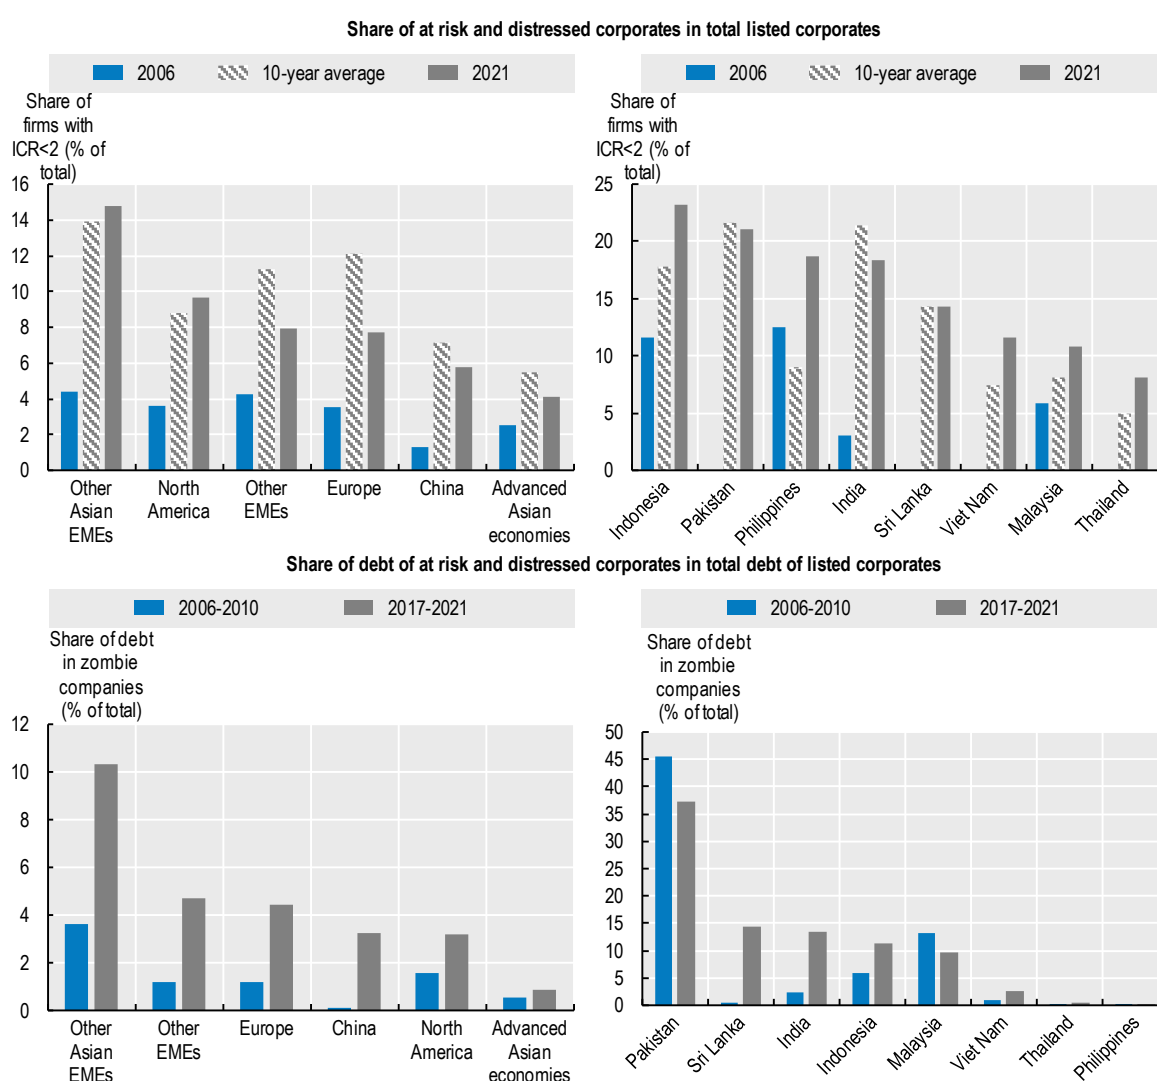 Share of at risk and distressed corporates in total listed corporates
2006 10-year average 2021
Share of
firms with
ICR<2 (% of
total)
16
14
12
10
8
6
4
2
0
Other
Asian
EMEs
North
America
Other
EMEs
Europe
China
Advanced
Asian
economies
2006 10-year average 2021
Share of
firms with
ICR<2 (% of
total)
25
20
15
10
5
0
Indonesia
Pakistan
Philippines
India
Sri Lanka
Viet Nam
Malaysia
Thailand
Share of debt of at risk and distressed corporates in total debt of listed corporates
2006-2010 2017-2021
Share of debt
in zombie
companies
(% of total)
12
10
8
6
4
2
0
Other
Asian
EMEs
Other
EMEs
Europe
China
North
America
Advanced
Asian
economies
2006-2010 2017-2021
Share of debt
in zombie
companies
(% of total)
50
45
40
35
30
25
20
15
10
5
0
Pakistan
Sri Lanka
India
Indonesia
Malaysia
Viet Nam
Thailand
Philippines